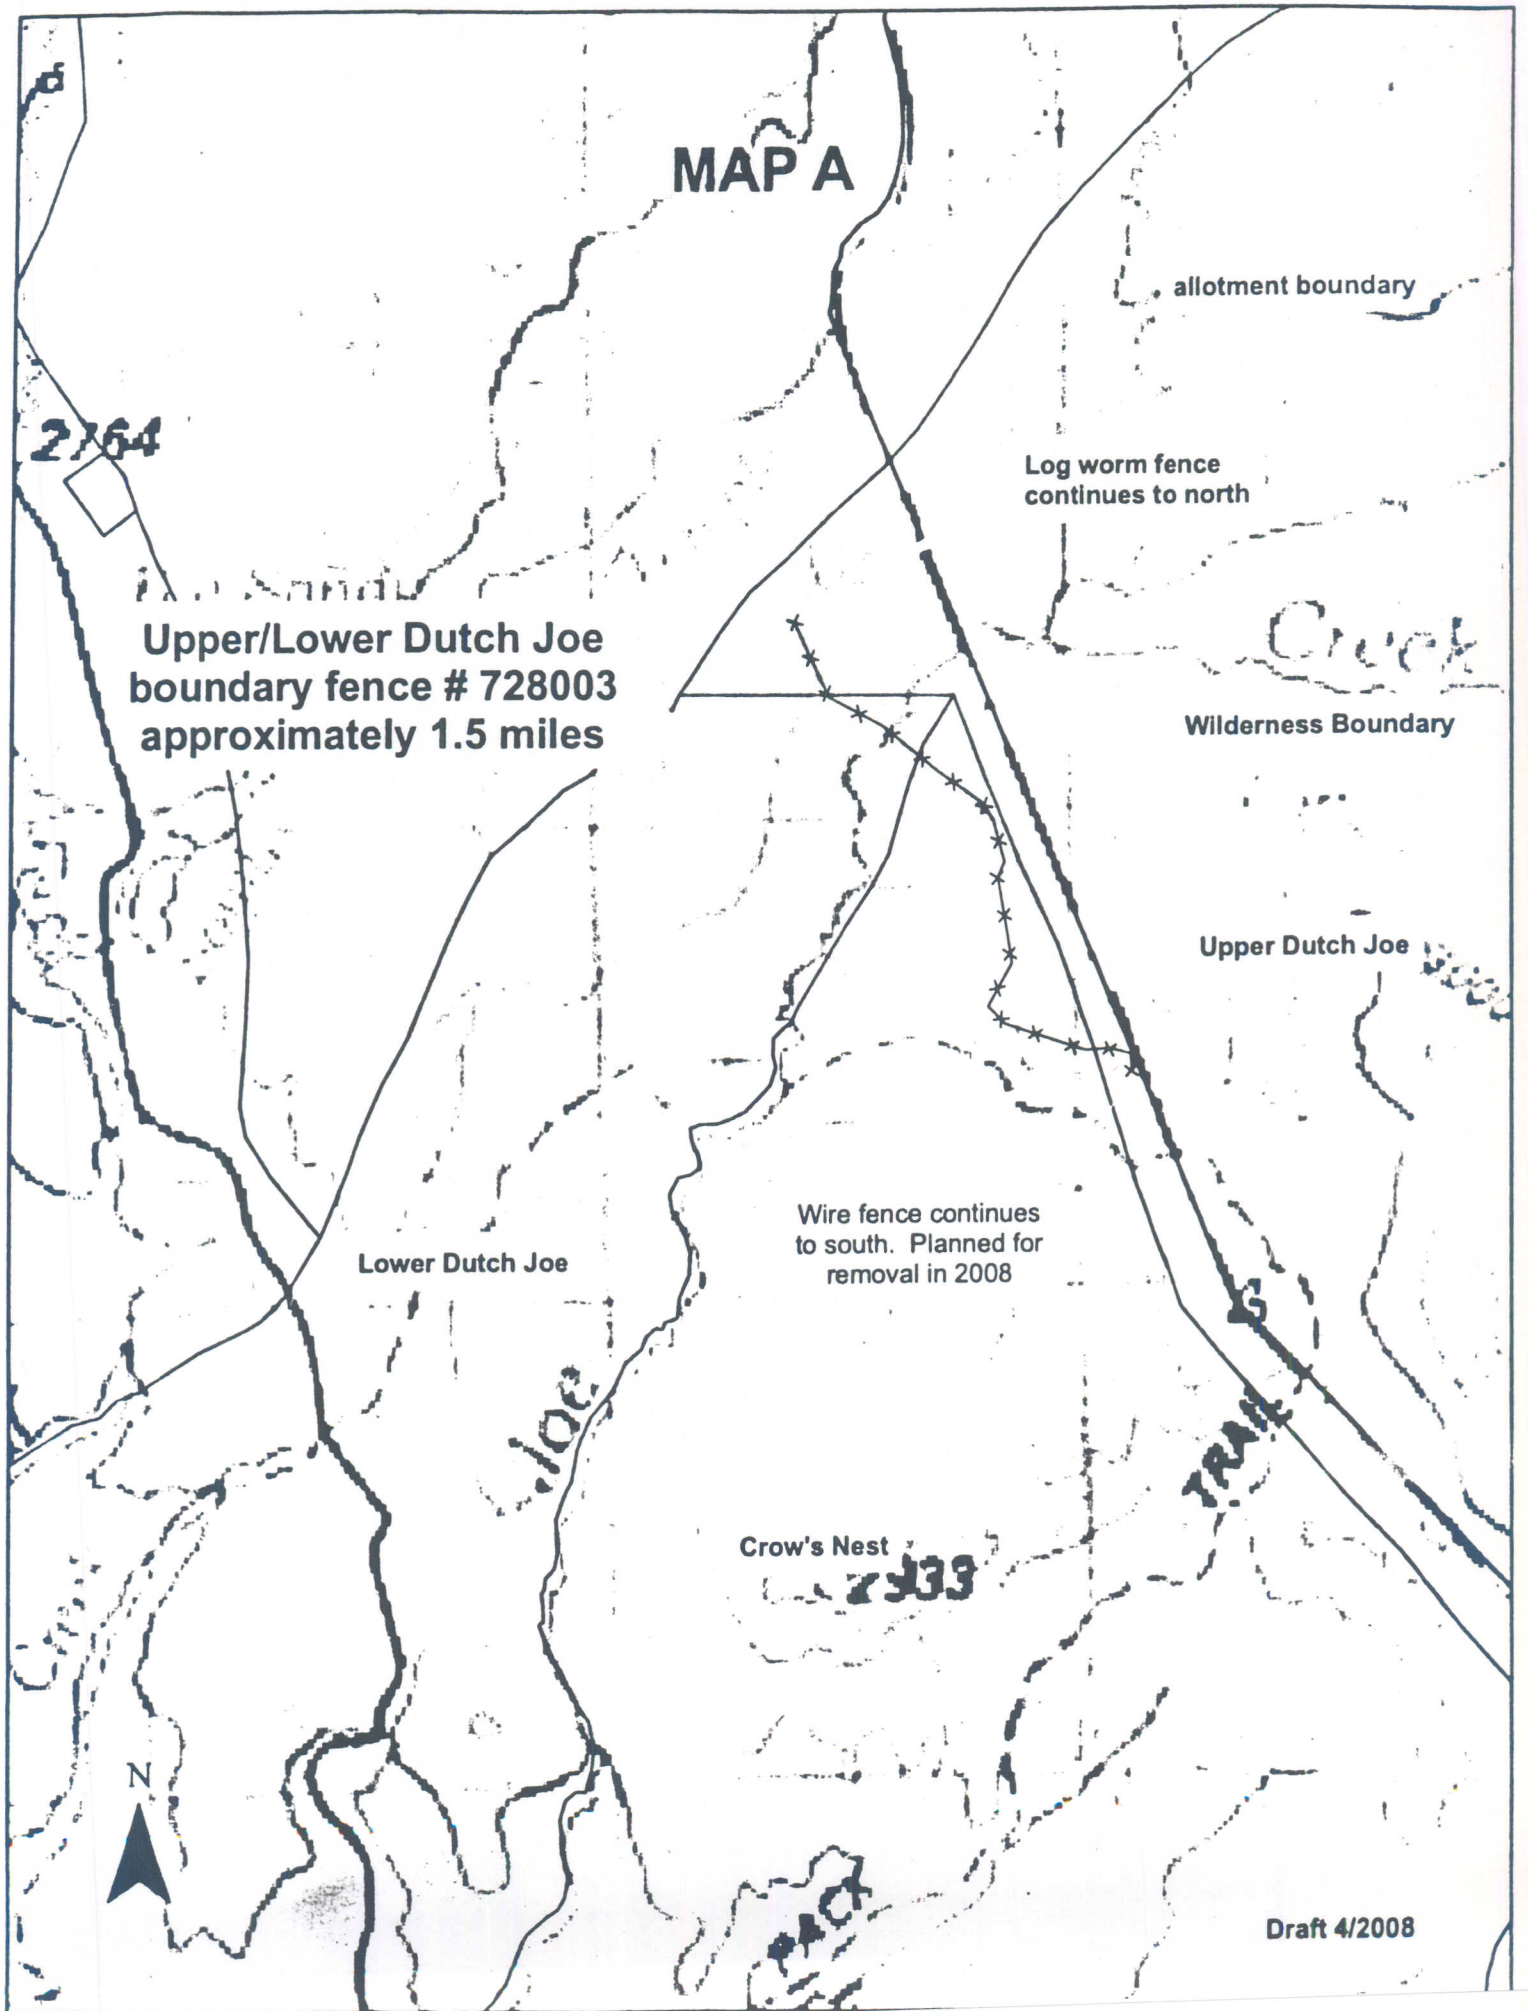 MAP A
allotment boundary
2764
Log worm fence
continues to north
Upper/Lower Dutch Joe
boundary fence # 728003
approximately 1.5 miles
Creek
Wilderness Boundary
Upper Dutch Joe
Wire fence continues
to south. Planned for
removal in 2008
Lower Dutch Joe
Joe
TRAIL
Crow's Nest
N
Draft 4/2008